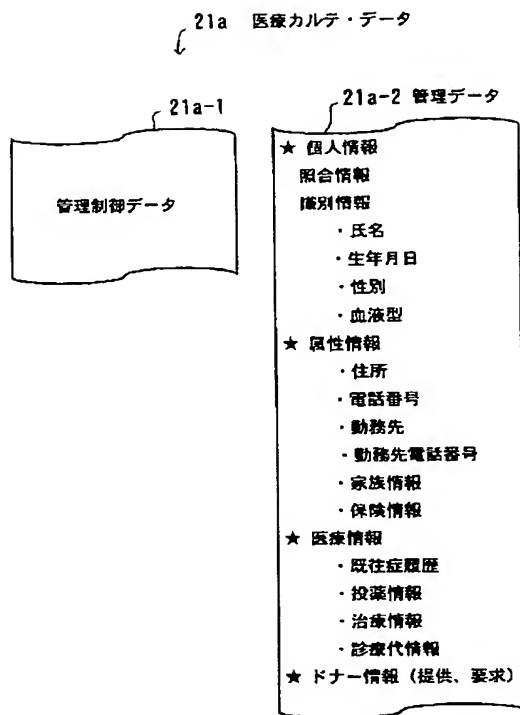 21a 医療カルテ・データ
21a-1
管理制御データ
21a-2 管理データ
★ 個人情報
照会情報
識別情報
・氏名
・生年月日
・性別
・血液型
★ 属性情報
・住所
・電話番号
・勤務先
・勤務先電話番号
・家族情報
・保険情報
★ 医療情報
・既往症履歴
・投薬情報
・治療情報
・診療代情報
★ ドナー情報（提供、要求）